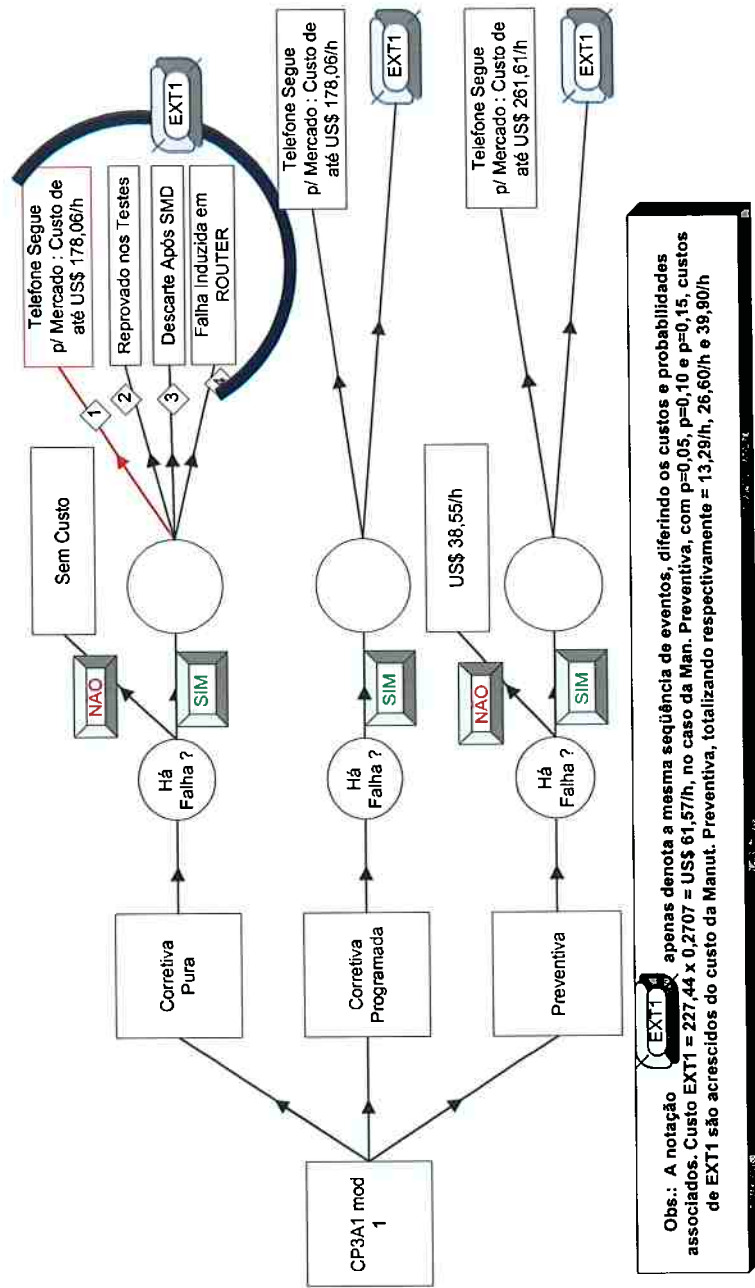 CP3A1 mod
1
Corretiva
Pura
Há
Falha ?
NÃO
Sem Custo
SIM
1
2
3
4
Telefone Segue
p/ Mercado : Custo de
até US$ 178,06/h
Reprovado nos Testes
Descarte Após SMD
Falha Induzida em
ROUTER
EXT1
Corretiva
Programada
Há
Falha ?
SIM
Telefone Segue
p/ Mercado : Custo de
até US$ 178,06/h
EXT1
Preventiva
Há
Falha ?
NÃO
US$ 38,55/h
SIM
Telefone Segue
p/ Mercado : Custo de
até US$ 261,61/h
EXT1
Obs.: A notação EXT1 apenas denota a mesma seqüência de eventos, diferindo os custos e probabilidades
associados. Custo EXT1 = 227,44 x 0,2707 = US$ 61,57/h, no caso da Man. Preventiva, com p=0,05, p=0,10 e p=0,15, custos
de EXT1 são acrescidos do custo da Manut. Preventiva, totalizando respectivamente = 13,29/h, 26,60/h e 39,90/h